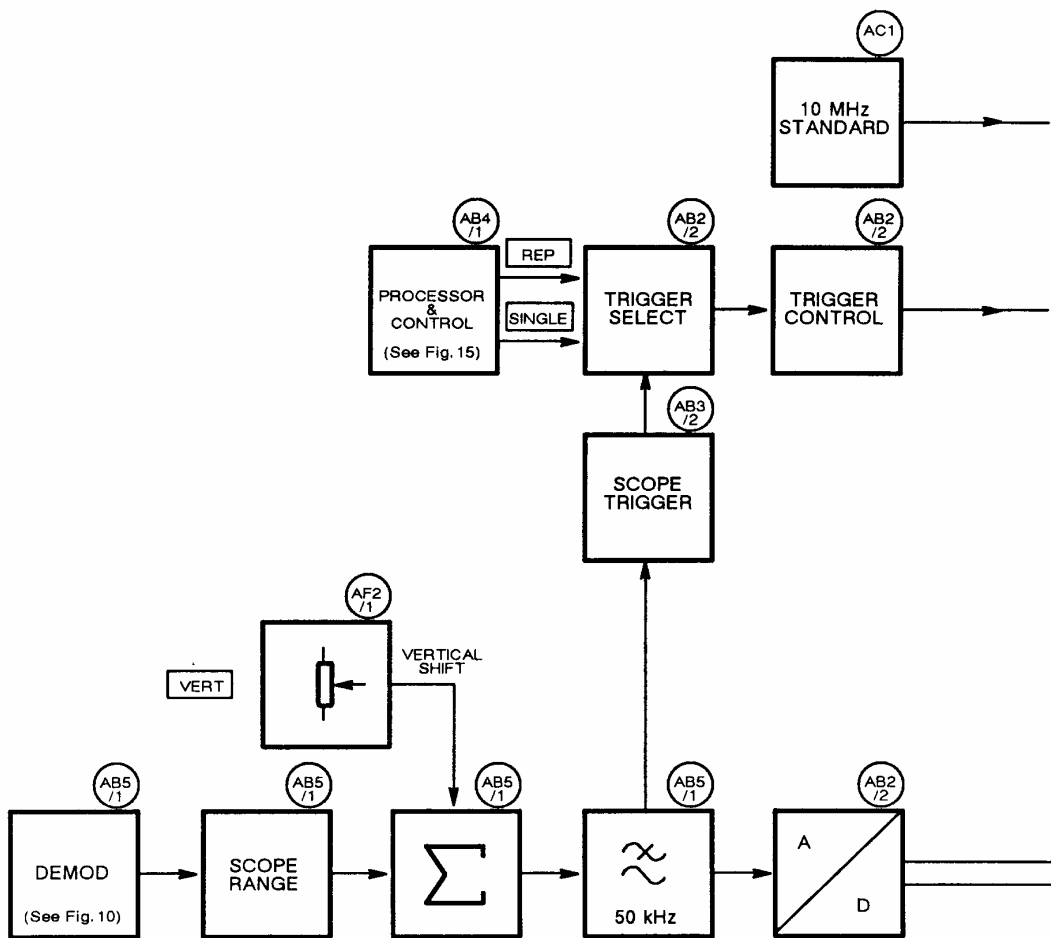 AC1
10 MHz
STANDARD
AB4
/1
REP
AB2
/2
AB2
/2
PROCESSOR
&
CONTROL
(See Fig. 15)
SINGLE
TRIGGER
SELECT
TRIGGER
CONTROL
AB3
/2
SCOPE
TRIGGER
AF2
/1
VERT
VERTICAL
SHIFT
AB5
/1
AB5
/1
AB5
/1
AB5
/1
AB2
/2
DEMOD
(See Fig. 10)
SCOPE
RANGE
Σ
50 kHz
A
D